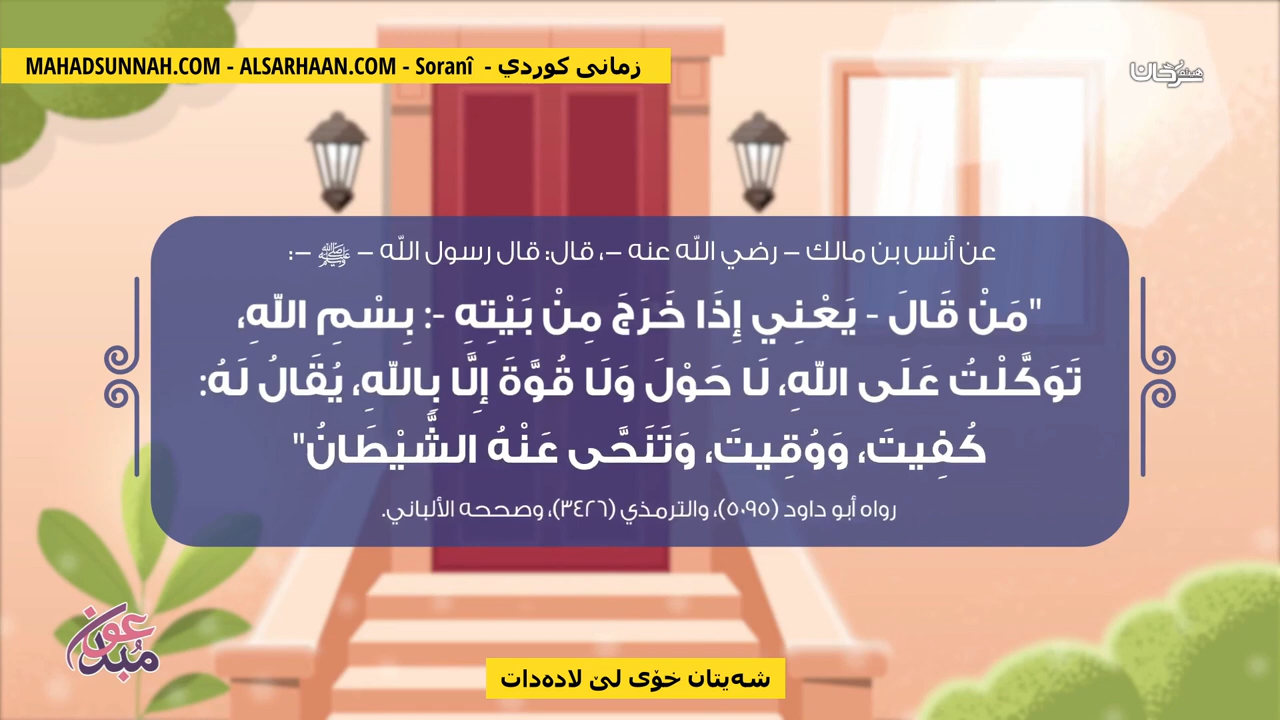 MAHADSUNNAH.COM - ALSARHAAN.COM - Soranî - زمانی كوردي
عن أنس بن مالك – رضي الله عنه –، قال: قال رسول الله – ﷺ –:
"مَنْ قَالَ - يَعْنِي إِذَا خَرَجَ مِنْ بَيْتِهِ -: بِسْمِ اللهِ،
تَوَكَّلْتُ عَلَى اللهِ، لَا حَوْلَ وَلَا قُوَّةَ إِلَّا بِاللهِ، يُقَالُ لَهُ:
كُفِيتَ، وَوُقِيتَ، وَتَنَحَّى عَنْهُ الشَّيْطَانُ"
رواه أبو داود (٥٠٩٥)، والترمذي (٣٤٢٦)، وصححه الألباني.
مُبدعون
شەیتان خۆی لێ لادەدات